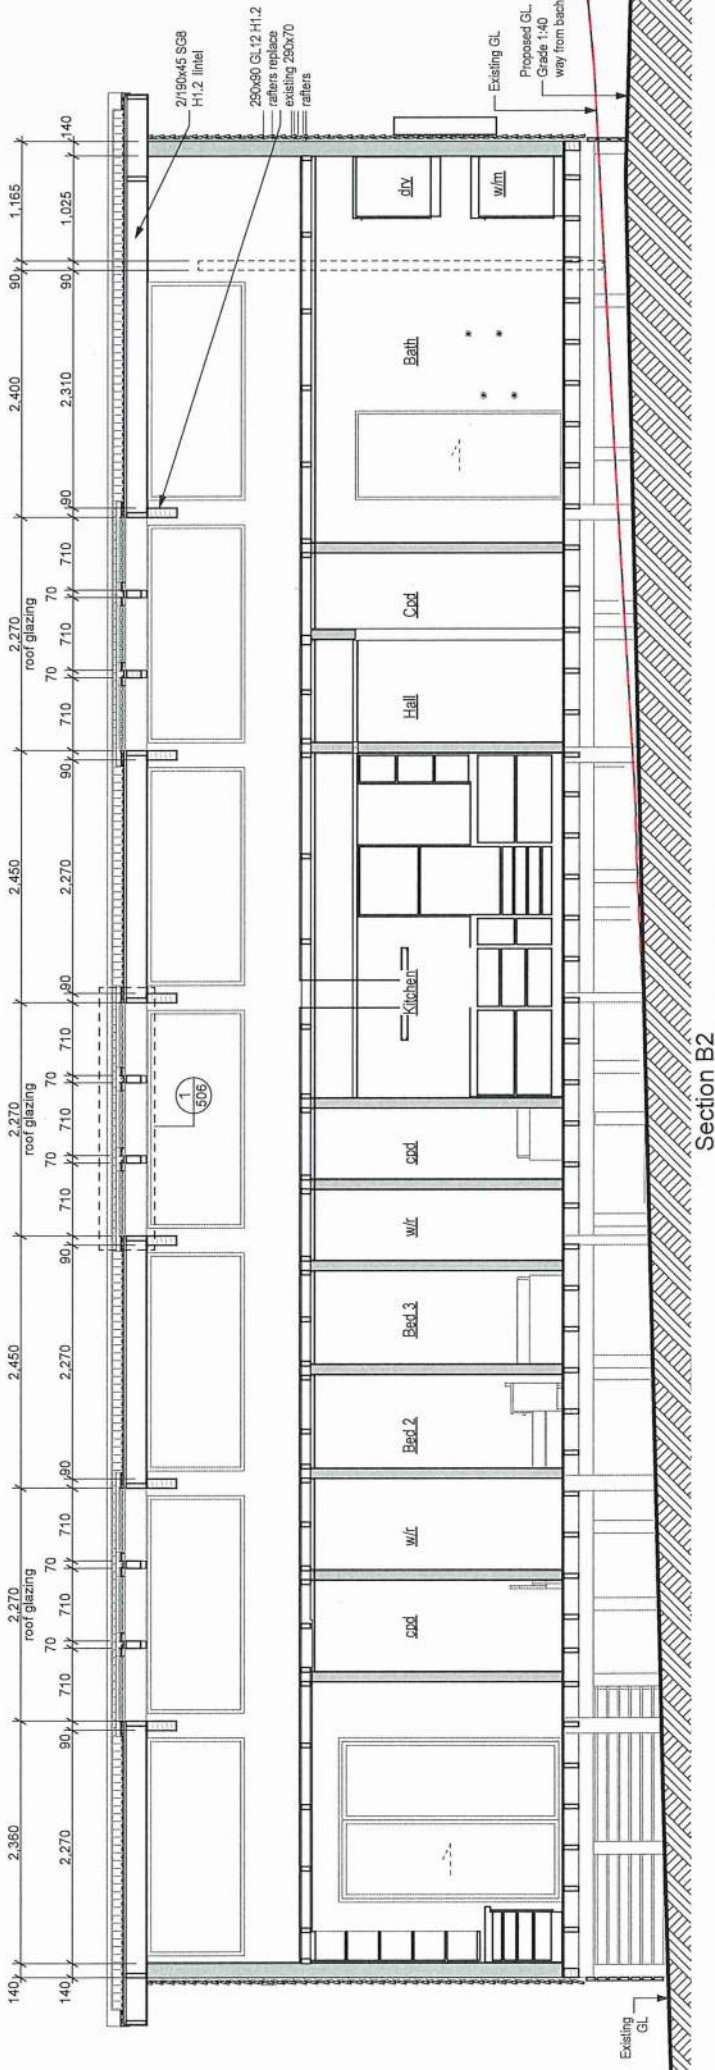 140 2,360 2,270 2,450 2,270 2,450 2,270 2,400 90 1,165
roof glazing roof glazing roof glazing
140 2,270 90 710 70 710 70 710 90 2,270 90 710 70 710 70 710 90 2,270 90 710 70 710 70 710 90 2,310 90 1,025 140
2/190x45 SG8
H1.2 lintel
290x90 GL12 H1.2
rafters replace
existing 290x70
rafters
1
506
cpd w/r Bed 2 Bed 3 w/r cpd Kitchen Hall Cpd Bath dry
w/m
Existing GL
Proposed GL.
Grade 1:40
way from bach
Existing
GL
Section B2